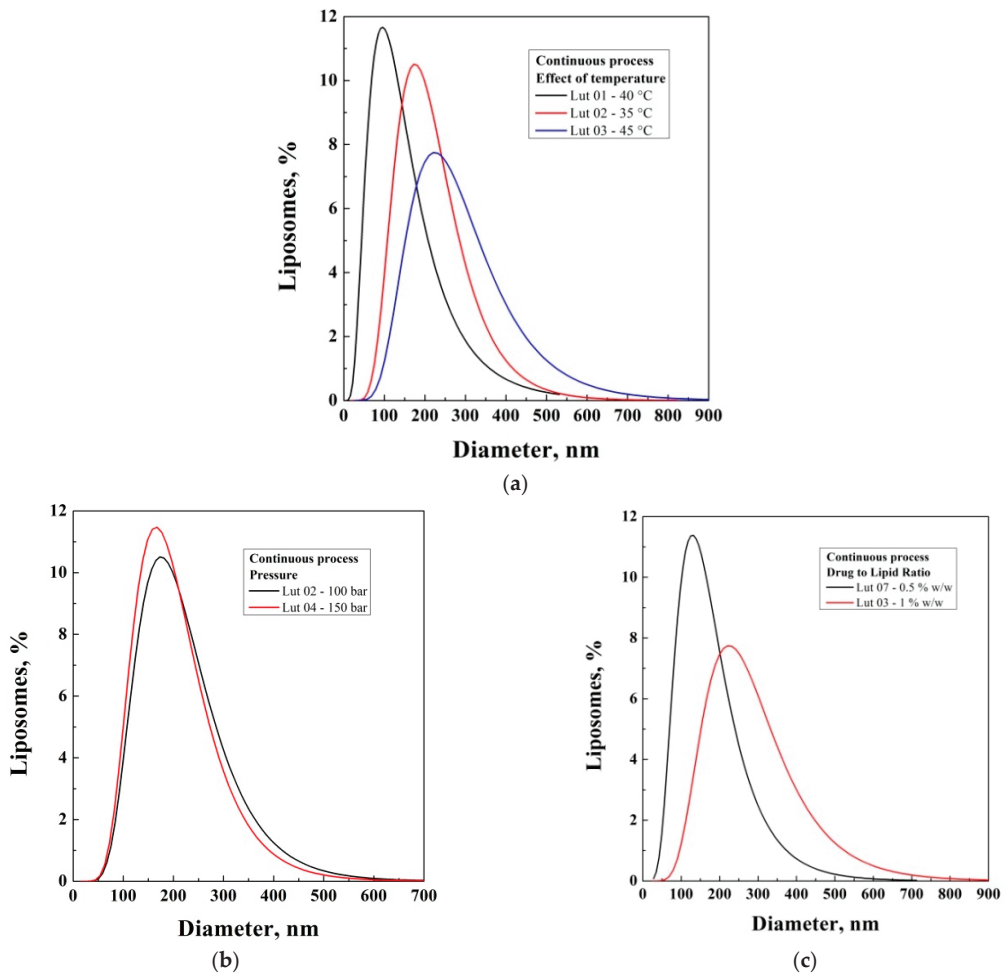 12
10
8
6
4
2
0
Liposomes, %
Continuous process
Effect of temperature
Lut 01 - 40 °C
Lut 02 - 35 °C
Lut 03 - 45 °C
0 100 200 300 400 500 600 700 800 900
Diameter, nm
(a)
12
10
8
6
4
2
0
Liposomes, %
Continuous process
Pressure
Lut 02 - 100 bar
Lut 04 - 150 bar
0 100 200 300 400 500 600 700
Diameter, nm
(b)
12
10
8
6
4
2
0
Liposomes, %
Continuous process
Drug to Lipid Ratio
Lut 07 - 0.5 % w/w
Lut 03 - 1 % w/w
0 100 200 300 400 500 600 700 800 900
Diameter, nm
(c)